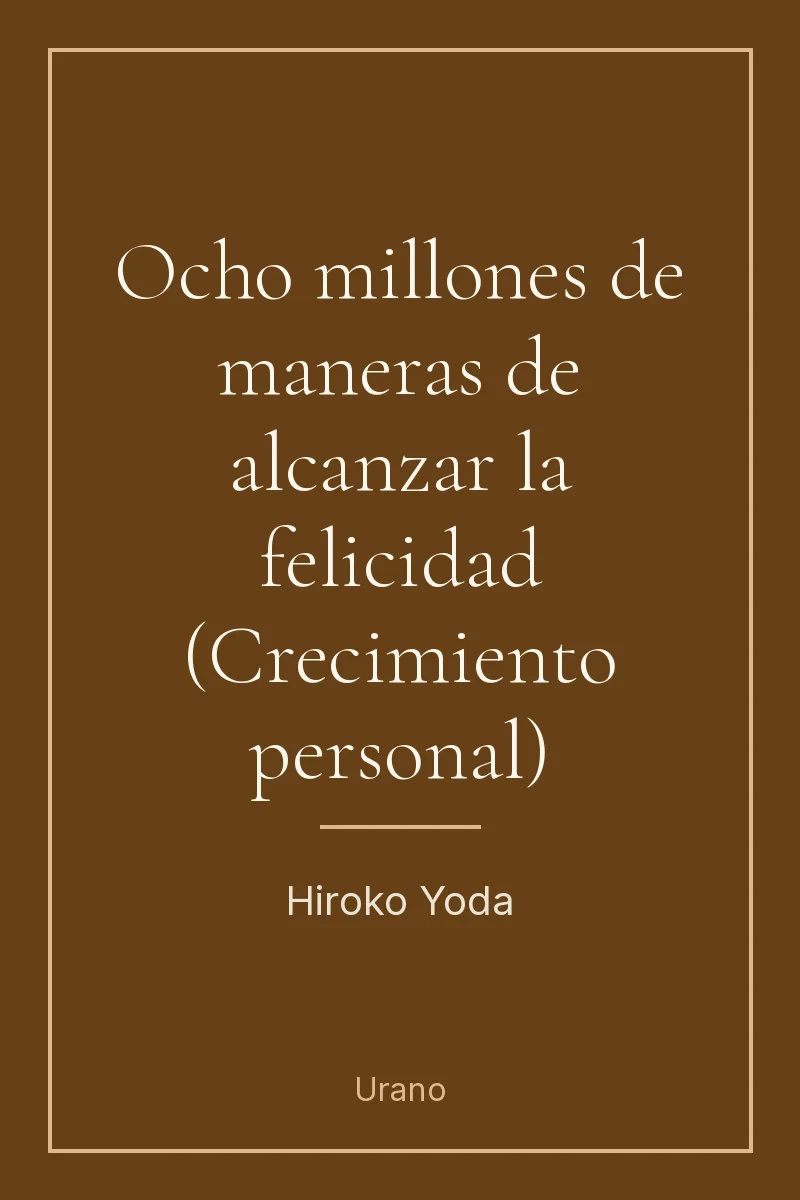 Ocho millones de
maneras de
alcanzar la
felicidad
(Crecimiento
personal)
Hiroko Yoda
Urano